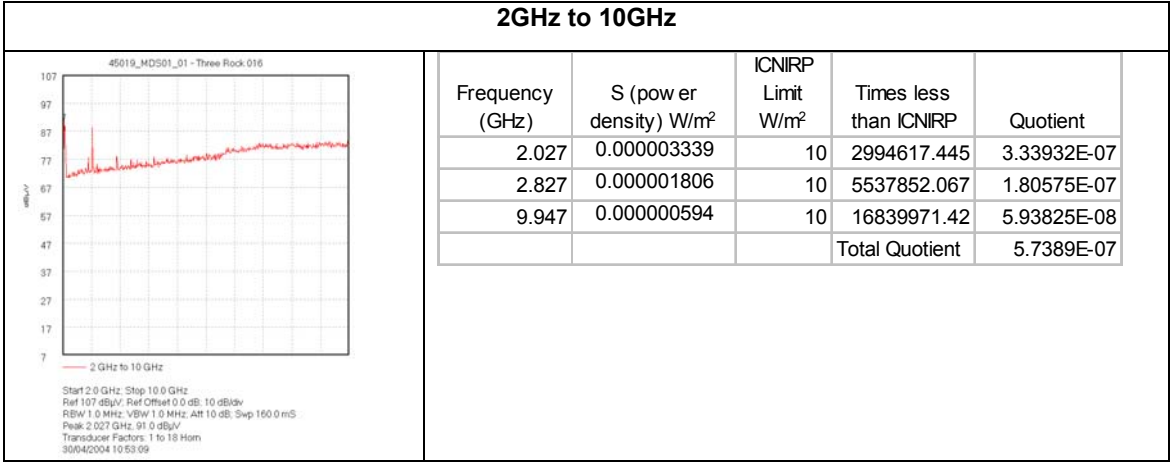 2GHz to 10GHz
45019_MDS01_01 - Three Rock.016
107
97
87
77
67
57
47
37
27
17
7
dBµV
2 GHz to 10 GHz
Start 2.0 GHz; Stop 10.0 GHz
Ref 107 dBµV; Ref Offset 0.0 dB; 10 dB/div
RBW 1.0 MHz; VBW 1.0 MHz; Att 10 dB; Swp 160.0 mS
Peak 2.027 GHz, 91.0 dBµV
Transducer Factors: 1 to 18 Horn
30/04/2004 10:53:09
Frequency (GHz) S (pow er density) W/m² ICNIRP Limit W/m² Times less than ICNIRP Quotient
2.027 0.000003339 10 2994617.445 3.33932E-07
2.827 0.000001806 10 5537852.067 1.80575E-07
9.947 0.000000594 10 16839971.42 5.93825E-08
Total Quotient 5.7389E-07